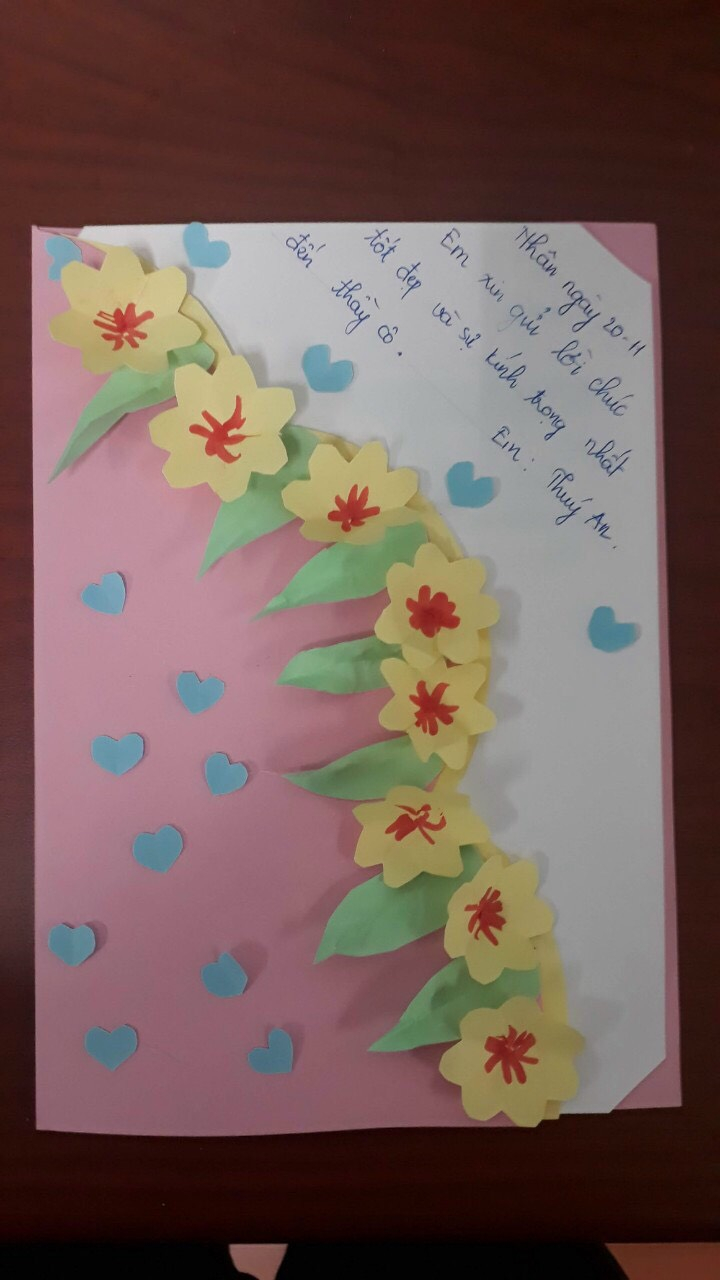 Nhân ngày 20-11
Em xin gửi lời chúc
tốt đẹp và sự kính trọng nhất
đến thầy cô.
Em: Thuý An.